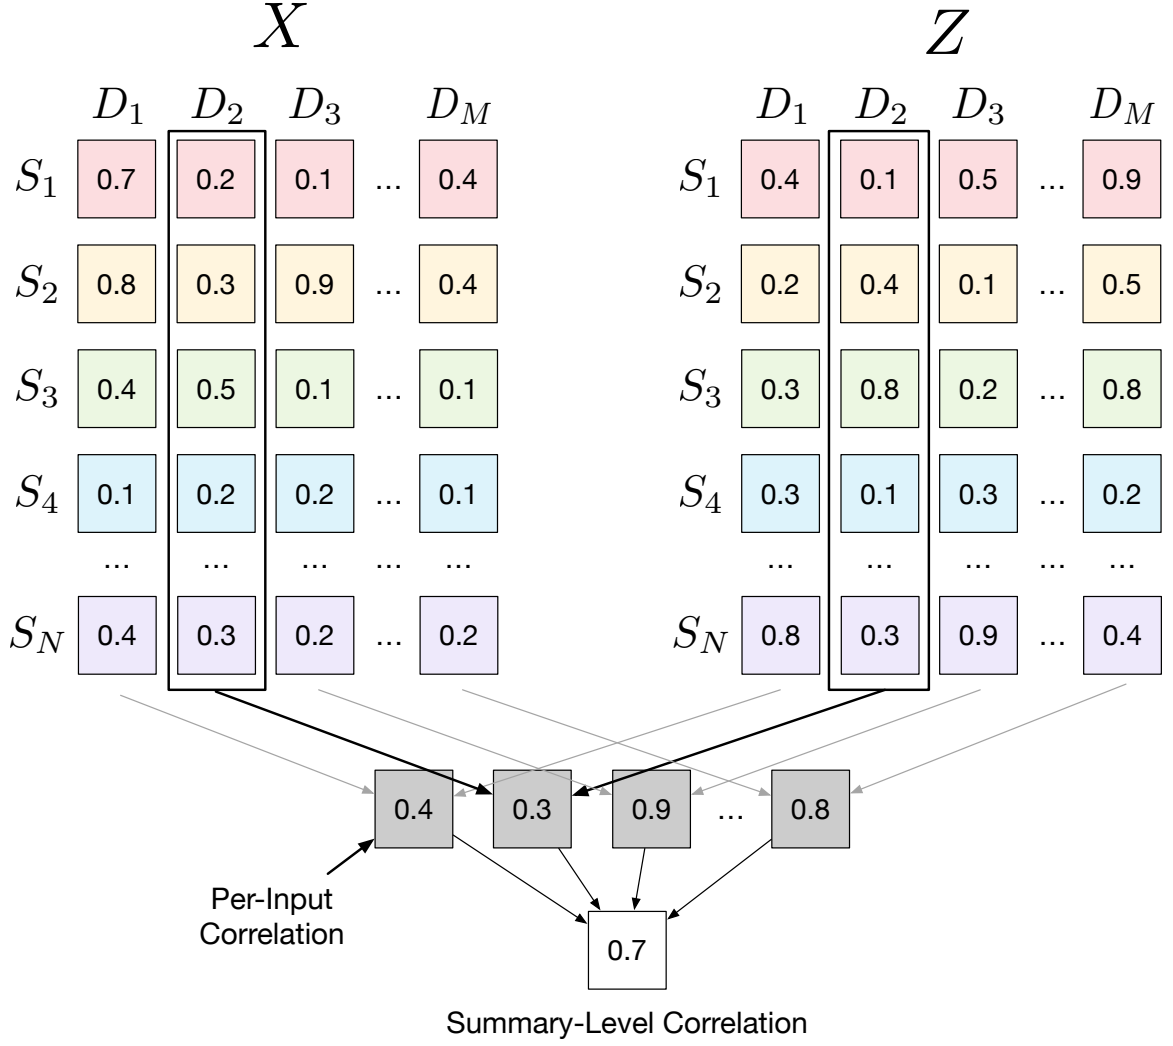 X Z
D1 D2 D3 DM D1 D2 D3 DM
S1 0.7 0.2 0.1 ... 0.4 S1 0.4 0.1 0.5 ... 0.9
S2 0.8 0.3 0.9 ... 0.4 S2 0.2 0.4 0.1 ... 0.5
S3 0.4 0.5 0.1 ... 0.1 S3 0.3 0.8 0.2 ... 0.8
S4 0.1 0.2 0.2 ... 0.1 S4 0.3 0.1 0.3 ... 0.2
... ... ... ... ... ... ... ... ... ...
SN 0.4 0.3 0.2 ... 0.2 SN 0.8 0.3 0.9 ... 0.4
0.4 0.3 0.9 ... 0.8
Per-Input
Correlation
0.7
Summary-Level Correlation